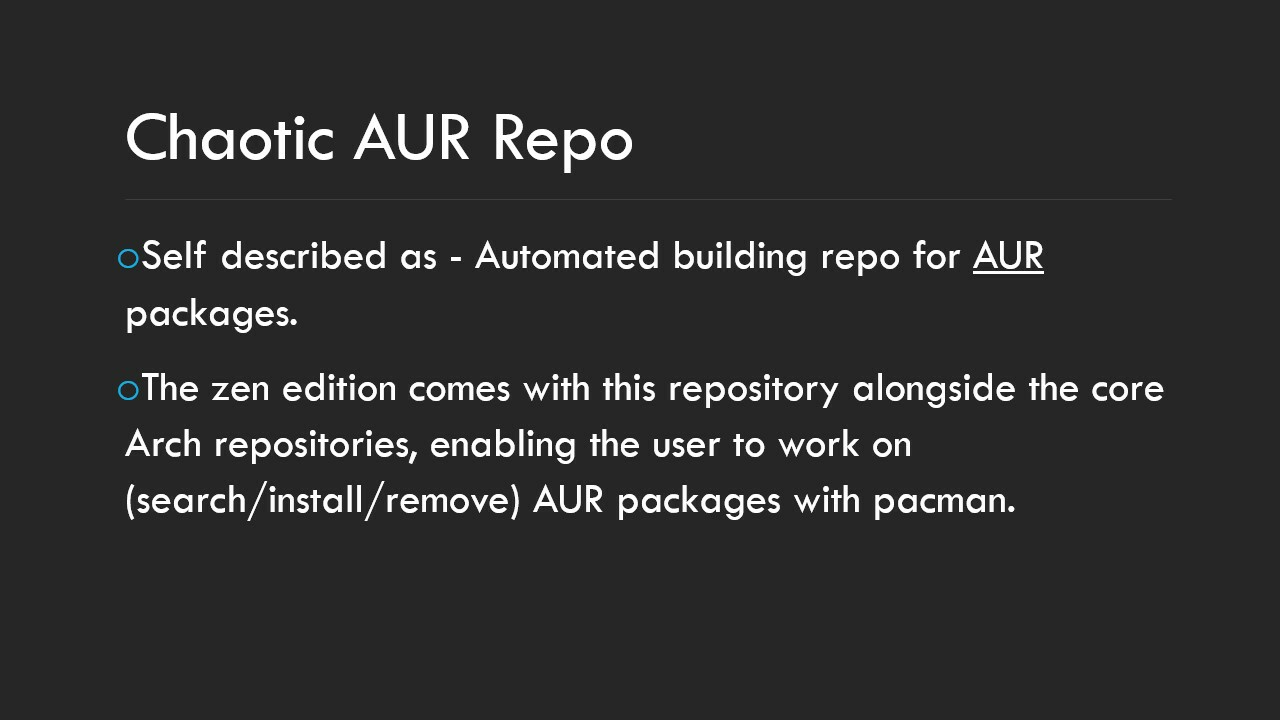 Chaotic AUR Repo
Self described as - Automated building repo for AUR
packages.
The zen edition comes with this repository alongside the core
Arch repositories, enabling the user to work on
(search/install/remove) AUR packages with pacman.